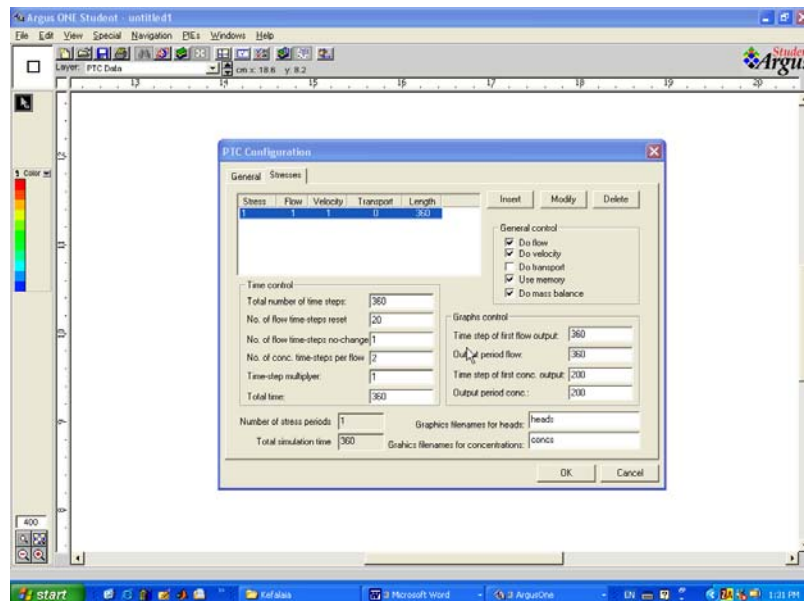 Argus ONE Student - untitled1
File Edit View Special Navigation PIEs Windows Help
Layer: PTC Data
cm x: 18.6 y: 8.2
Student
Argus
13 14 15 16 17 18 19 20
Color
400
PTC Configuration
General Stresses
Stress Flow Velocity Transport Length
1 1 1 0 360
Insert Modify Delete
General control
Do flow
Do velocity
Do transport
Use memory
Do mass balance
Time control
Total number of time steps: 360
No. of flow time-steps reset 20
No. of flow time-steps no-change 1
No. of conc. time-steps per flow 2
Time-step multiplyer: 1
Total time: 360
Graphs control
Time step of first flow output: 360
Output period flow: 360
Time step of first conc. output: 200
Output period conc.: 200
Number of stress periods 1
Total simulation time 360
Graphics filenames for heads: heads
Grahics filenames for concentrations: concs
OK Cancel
start
Kefalaia
3 Microsoft Word
3 ArgusOne
EN
1:31 PM